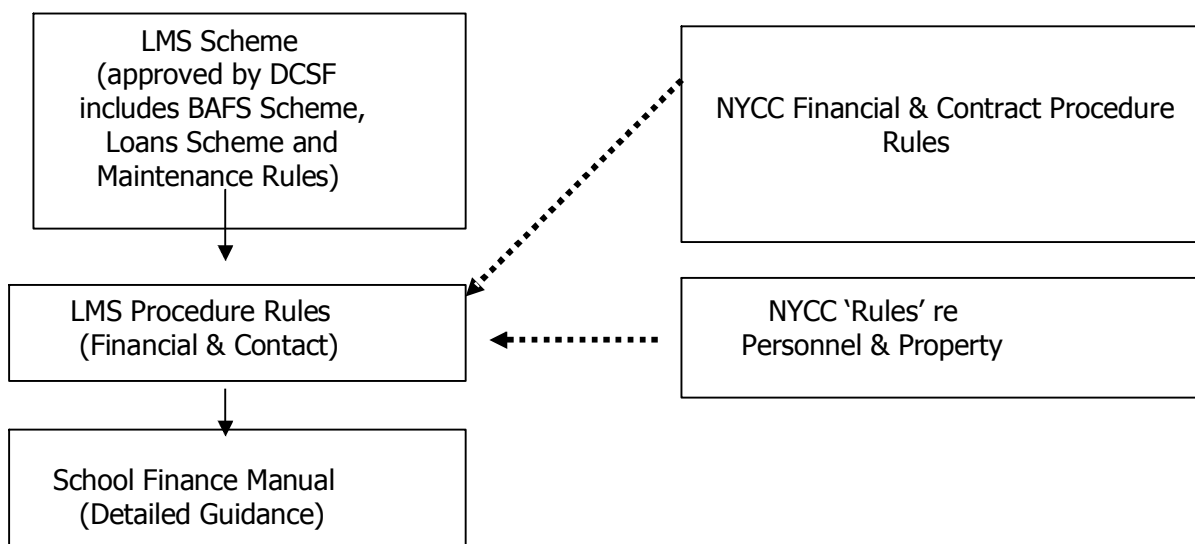 LMS Scheme
(approved by DCSF
includes BAFS Scheme,
Loans Scheme and
Maintenance Rules)
NYCC Financial & Contract Procedure
Rules
LMS Procedure Rules
(Financial & Contact)
NYCC ‘Rules’ re
Personnel & Property
School Finance Manual
(Detailed Guidance)